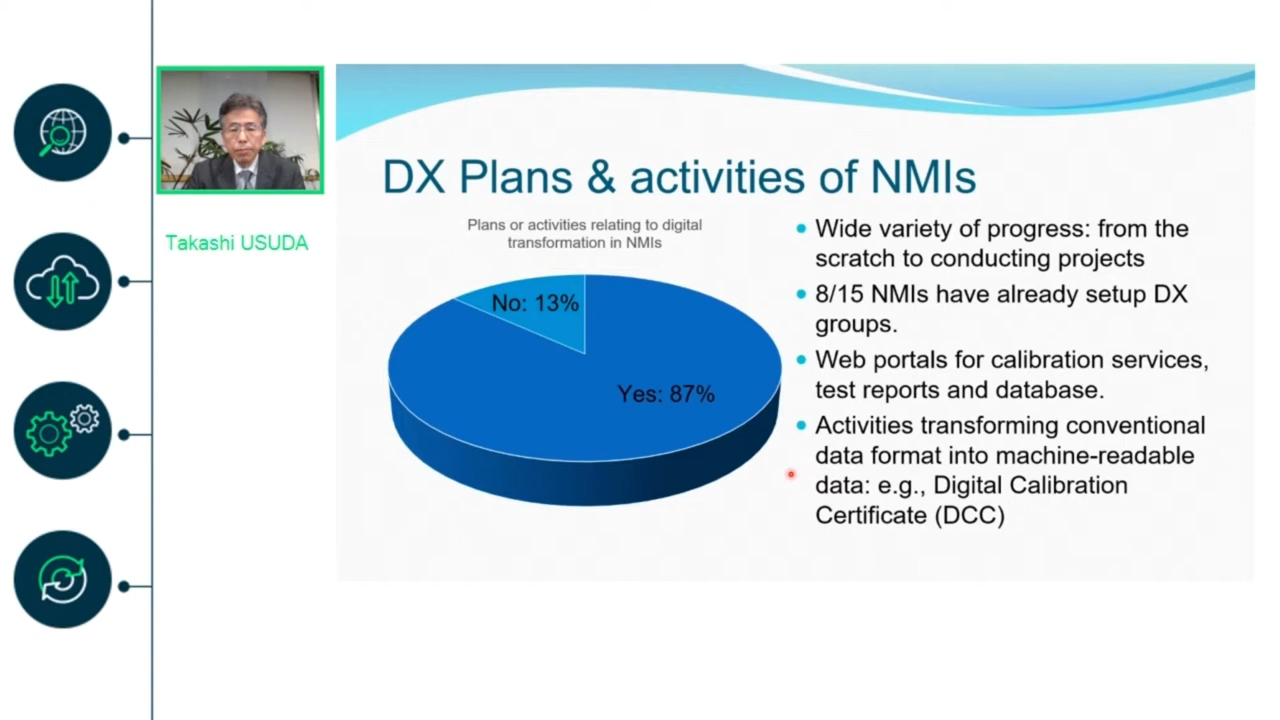 Takashi USUDA
DX Plans & activities of NMIs
Plans or activities relating to digital
transformation in NMIs
No: 13%
Yes: 87%
Wide variety of progress: from the
scratch to conducting projects
8/15 NMIs have already setup DX
groups.
Web portals for calibration services,
test reports and database.
Activities transforming conventional
data format into machine-readable
data: e.g., Digital Calibration
Certificate (DCC)